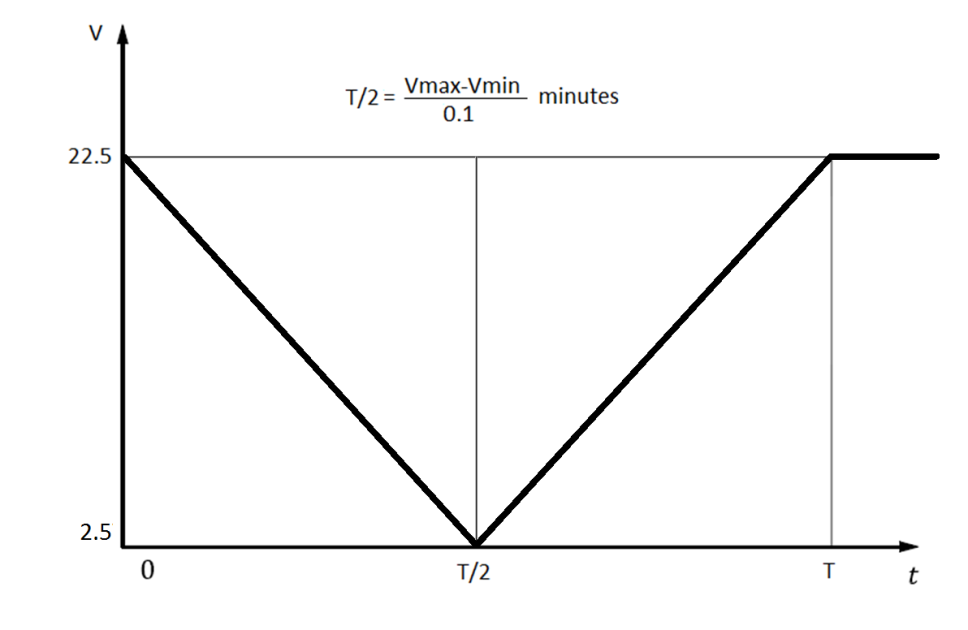 V
T/2 = Vmax-Vmin
0.1
minutes
22.5
2.5
0
T/2
T
t